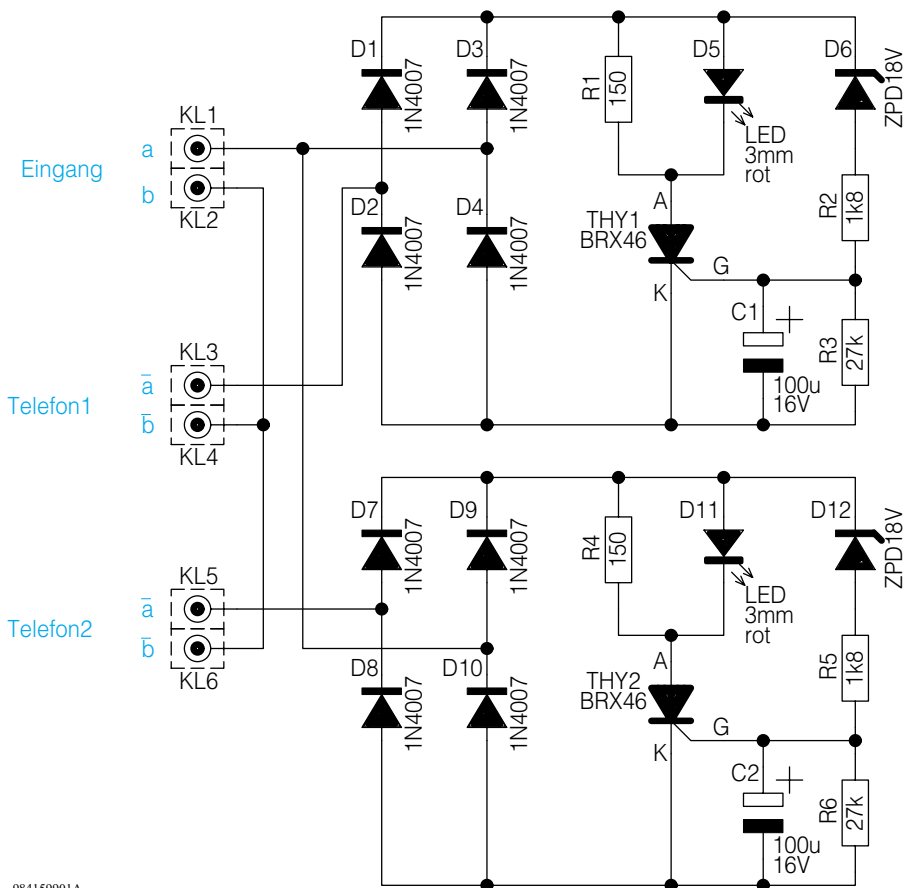 D1
D3
D5
D6
1N4007
1N4007
R1
150
LED
3mm
rot
ZPD18V
KL1
Eingang
a
b
KL2
D2
D4
1N4007
1N4007
A
THY1
BRX46
G
K
R2
1k8
C1
+
100u
16V
R3
27k
KL3
Telefon1
a̅
b̅
KL4
D7
D9
D11
D12
1N4007
1N4007
R4
150
LED
3mm
rot
ZPD18V
KL5
Telefon2
a̅
b̅
KL6
D8
D10
1N4007
1N4007
A
THY2
BRX46
G
K
R5
1k8
C2
+
100u
16V
R6
27k
984159901A